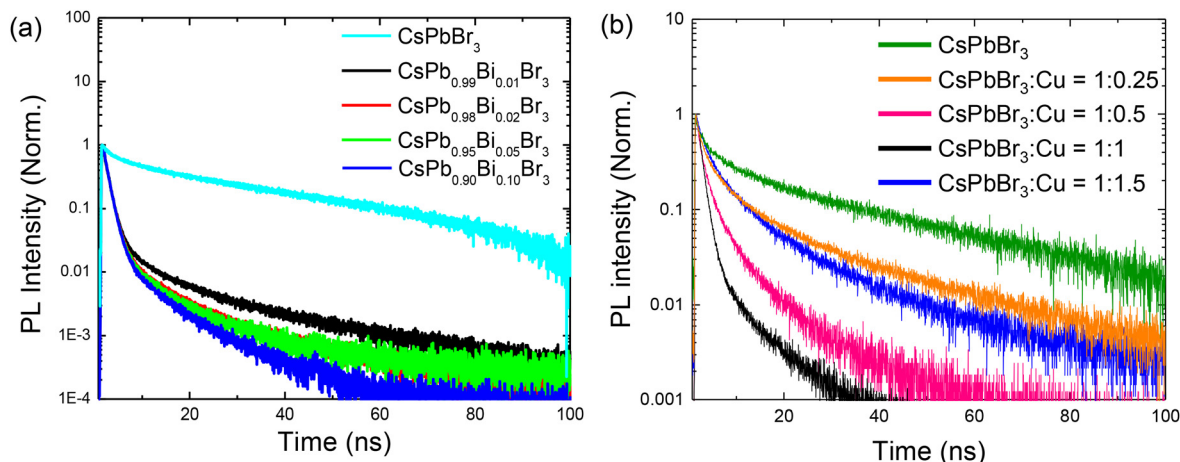 (a)
100
10
1
0.1
0.01
1E-3
1E-4
PL Intensity (Norm.)
CsPbBr₃
CsPb₀.₉₉Bi₀.₀₁Br₃
CsPb₀.₉₈Bi₀.₀₂Br₃
CsPb₀.₉₅Bi₀.₀₅Br₃
CsPb₀.₉₀Bi₀.₁₀Br₃
20 40 60 80 100
Time (ns)
(b)
10
1
0.1
0.01
0.001
PL intensity (Norm.)
CsPbBr₃
CsPbBr₃:Cu = 1:0.25
CsPbBr₃:Cu = 1:0.5
CsPbBr₃:Cu = 1:1
CsPbBr₃:Cu = 1:1.5
20 40 60 80 100
Time (ns)